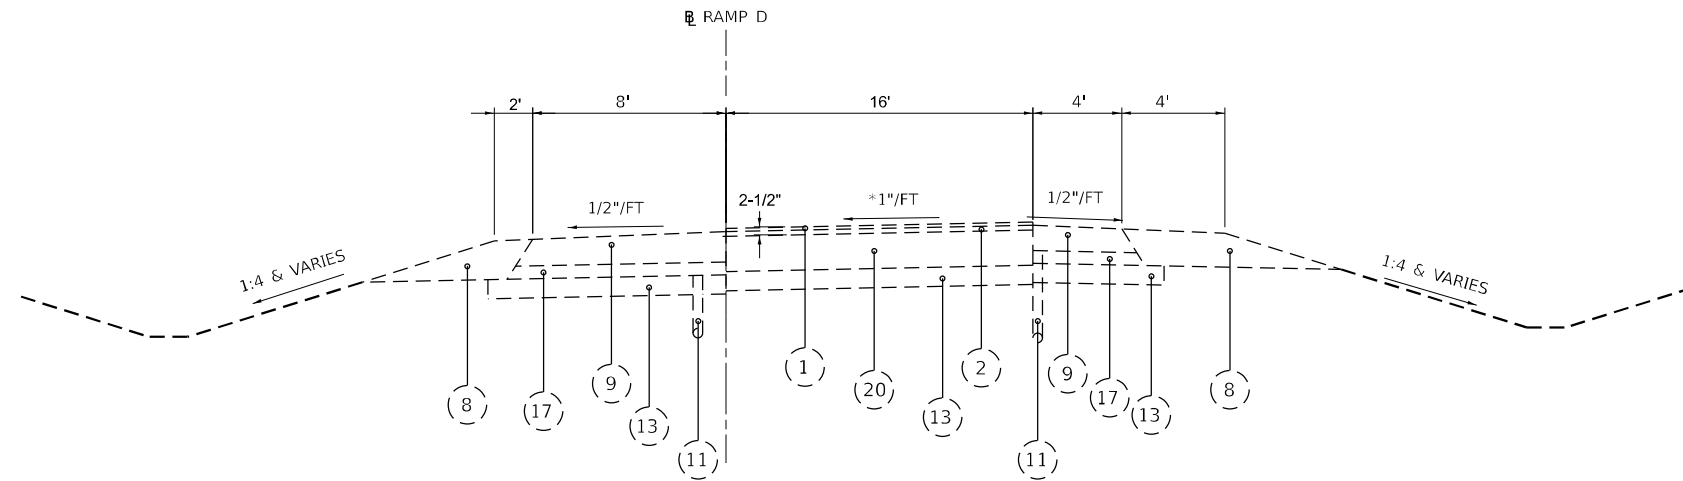 BL RAMP D
2' 8' 16' 4' 4'
1/2"/FT 2-1/2" *1"/FT 1/2"/FT
1:4 & VARIES 1:4 & VARIES
8 17 9 13 11 1 20 13 2 11 9 17 13 8